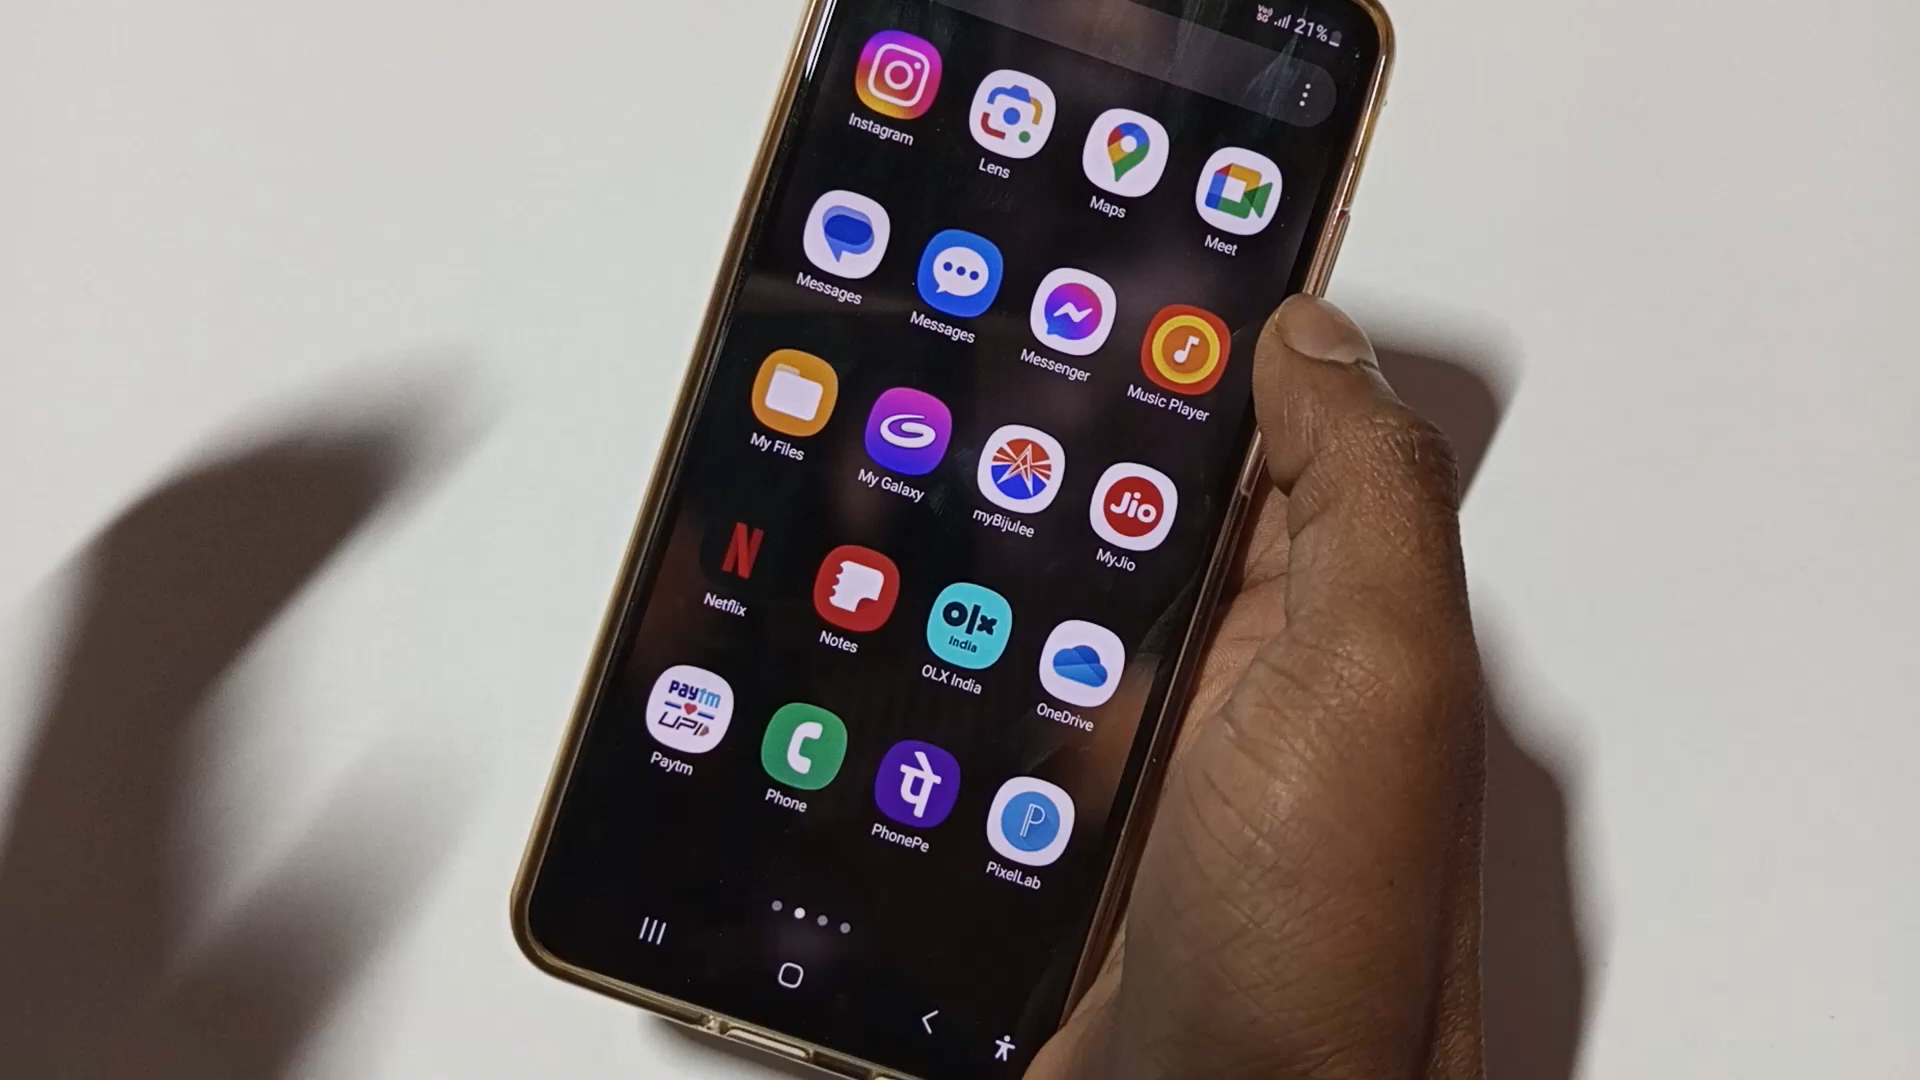 Vo))
5G
21%
Instagram
Lens
Maps
Meet
Messages
Messages
Messenger
Music Player
My Files
My Galaxy
myBijulee
Jio
MyJio
N
Netflix
Notes
olx
India
OLX India
OneDrive
Paytm
UPI
Paytm
Phone
पे
PhonePe
P
PixelLab